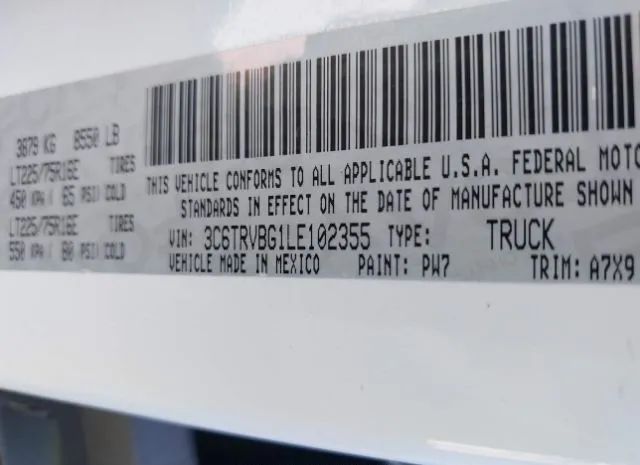 3879 KG 8550 LB
LT225/75R16E TIRES
450 KPA / 65 PSI/COLD
LT225/75R16E TIRES
550 KPA / 80 PSI/COLD
THIS VEHICLE CONFORMS TO ALL APPLICABLE U.S.A. FEDERAL MOTO
STANDARDS IN EFFECT ON THE DATE OF MANUFACTURE SHOWN
VIN: 3C6TRVBG1LE102355 TYPE: TRUCK
VEHICLE MADE IN MEXICO PAINT: PW7 TRIM: A7X9